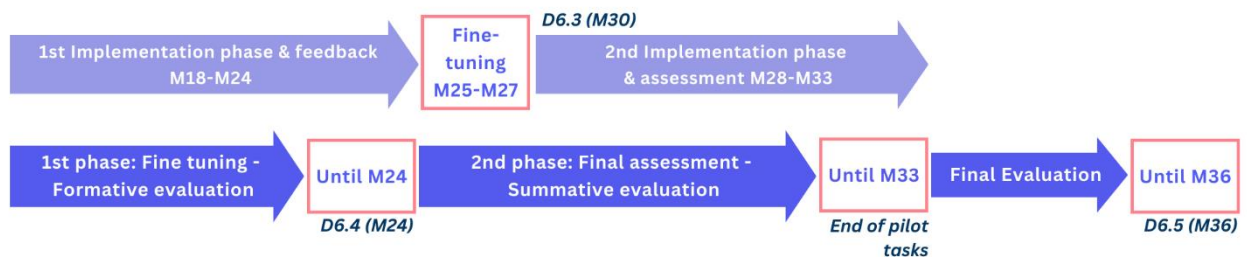 D6.3 (M30)
1st Implementation phase & feedback
M18-M24
Fine-
tuning
M25-M27
2nd Implementation phase
& assessment M28-M33
1st phase: Fine tuning -
Formative evaluation
Until M24
2nd phase: Final assessment -
Summative evaluation
Until M33
Final Evaluation
Until M36
D6.4 (M24)
End of pilot
tasks
D6.5 (M36)